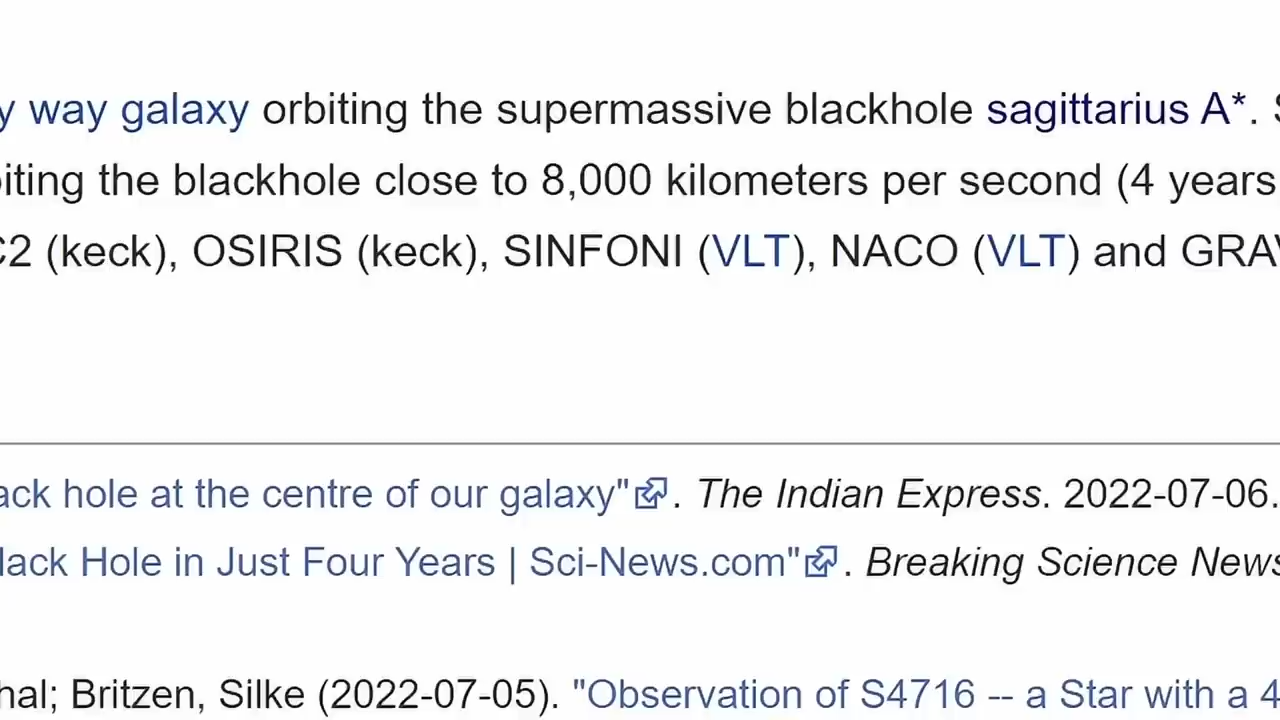 y way galaxy orbiting the supermassive blackhole sagittarius A*. S
iting the blackhole close to 8,000 kilometers per second (4 years
C2 (keck), OSIRIS (keck), SINFONI (VLT), NACO (VLT) and GRAV
ack hole at the centre of our galaxy". The Indian Express. 2022-07-06.
lack Hole in Just Four Years | Sci-News.com". Breaking Science News
hal; Britzen, Silke (2022-07-05). "Observation of S4716 -- a Star with a 4